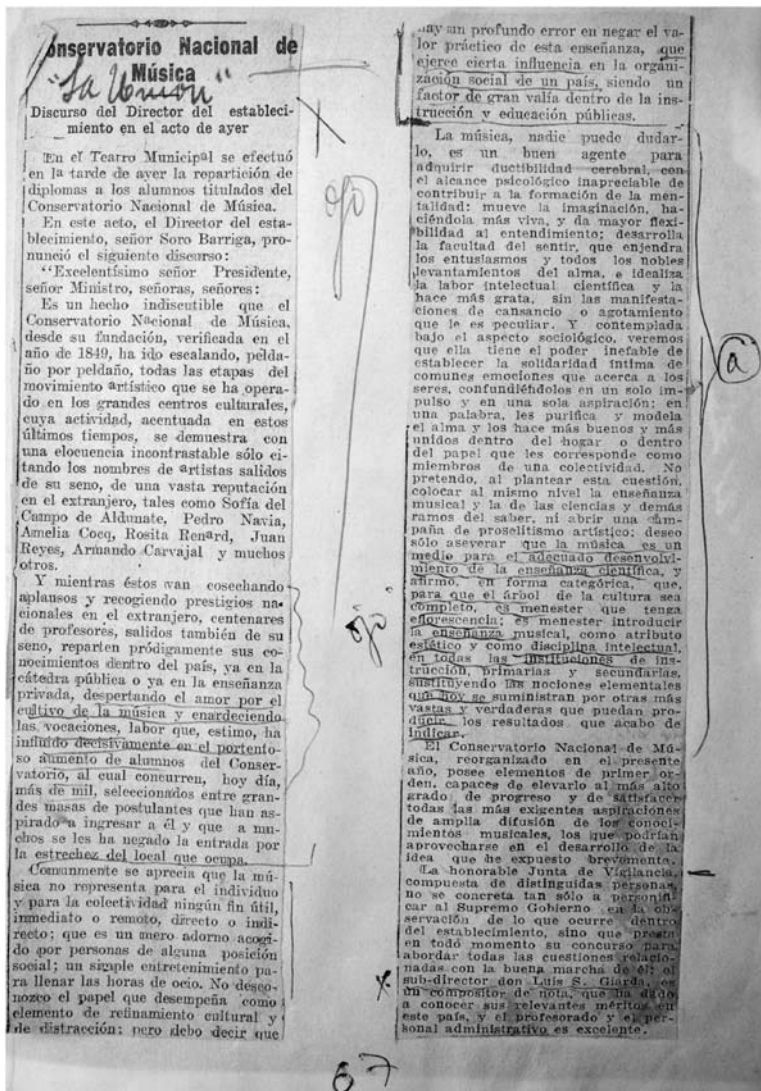 Conservatorio Nacional de
Música
"La Unión"
Discurso del Director del estableci-
miento en el acto de ayer
En el Teatro Municipal se efectuó
en la tarde de ayer la repartición de
diplomas a los alumnos titulados del
Conservatorio Nacional de Música.
En este acto, el Director del esta-
blecimiento, señor Soro Barriga, pro-
nunció el siguiente discurso:
"Excelentísimo señor Presidente,
señor Ministro, señoras, señores:
Es un hecho indiscutible que el
Conservatorio Nacional de Música,
desde su fundación, verificada en el
año de 1849, ha ido escalando, pelda-
ño por peldaño, todas las etapas del
movimiento artístico que se ha opera-
do en los grandes centros culturales,
cuya actividad, acentuada en estos
últimos tiempos, se demuestra con
una elocuencia incontrastable sólo ci-
tando los nombres de artistas salidos
de su seno, de una vasta reputación
en el extranjero, tales como Sofía del
Campo de Aldunate, Pedro Navia,
Amelia Cocq, Rosita Renard, Juan
Reyes, Armando Carvajal y muchos
otros.
Y mientras éstos van cosechando
aplausos y recogiendo prestigios na-
cionales en el extranjero, centenares
de profesores, salidos también de su
seno, reparten pródigamente sus co-
nocimientos dentro del país, ya en la
cátedra pública o ya en la enseñanza
privada, despertando el amor por el
cultivo de la música y enardeciendo
las vocaciones, labor que, estimo, ha
influido decisivamente en el portento-
so aumento de alumnos del Conser-
vatorio, al cual concurren, hoy día,
más de mil, seleccionados entre gran-
des masas de postulantes que han as-
pirado a ingresar a él y que a mu-
chos se les ha negado la entrada por
la estrechez del local que ocupa.
Comunmente se aprecia que la mú-
sica no representa para el individuo
y para la colectividad ningún fin útil,
inmediato o remoto, directo o indi-
recto; que es un mero adorno acogi-
do por personas de alguna posición
social; un simple entretenimiento pa-
ra llenar las horas de ocio. No desco-
nozco el papel que desempeña como
elemento de refinamiento cultural y
de distracción; pero debo decir que
hay un profundo error en negar el va-
lor práctico de esta enseñanza, que
ejerce cierta influencia en la organi-
zación social de un país, siendo un
factor de gran valía dentro de la ins-
trucción y educación públicas.
La música, nadie puede dudar-
lo, es un buen agente para
adquirir ductibilidad cerebral, con
el alcance psicológico inapreciable de
contribuir a la formación de la men-
talidad: mueve la imaginación, ha-
ciéndola más viva, y da mayor flexi-
bilidad al entendimiento; desarrolla
la facultad del sentir, que enjendra
los entusiasmos y todos los nobles
levantamientos del alma, e idealiza
la labor intelectual científica y la
hace más grata, sin las manifesta-
ciones de cansancio o agotamiento
que le es peculiar. Y contemplada
bajo el aspecto sociológico, veremos
que ella tiene el poder inefable de
establecer la solidaridad íntima de
comunes emociones que acerca a los
seres, confundiéndolos en un solo im-
pulso y en una sola aspiración; en
una palabra, les purifica y modela
el alma y los hace más buenos y más
unidos dentro del hogar o dentro
del papel que les corresponde como
miembros de una colectividad. No
pretendo, al plantear esta cuestión,
colocar al mismo nivel la enseñanza
musical y la de las ciencias y demás
ramos del saber, ni abrir una cam-
paña de proselitismo artístico; deseo
sólo aseverar que la música es un
medio para el adecuado desenvolvi-
miento de la enseñanza científica, y
afirmo, en forma categórica, que,
para que el árbol de la cultura sea
completo, es menester que tenga
eflorescencia; es menester introducir
la enseñanza musical, como atributo
estético y como disciplina intelectual,
en todas las instituciones de ins-
trucción, primarias y secundarias,
sustituyendo las nociones elementales
que hoy se suministran por otras más
vastas y verdaderas que puedan pro-
ducir los resultados que acabo de
indicar.
El Conservatorio Nacional de Mú-
sica, reorganizado en el presente
año, posee elementos de primer or-
den, capaces de elevarlo al más alto
grado de progreso y de satisfacer
todas las más exigentes aspiraciones
de amplia difusión de los conoci-
mientos musicales, los que podrían
aprovecharse en el desarrollo de la
idea que he expuesto brevemente.
La honorable Junta de Vigilancia,
compuesta de distinguidas personas,
no se concreta tan sólo a personifi-
car al Supremo Gobierno en la ob-
servación de lo que ocurre dentro
del establecimiento, sino que presta
en todo momento su concurso para
abordar todas las cuestiones relacio-
nadas con la buena marcha de él; el
sub-director don Luis S. Giarda, es
un compositor de nota, que ha dado
a conocer sus relevantes méritos en
este país, y el profesorado y el per-
sonal administrativo es excelente.
ojo
ojo
a
67